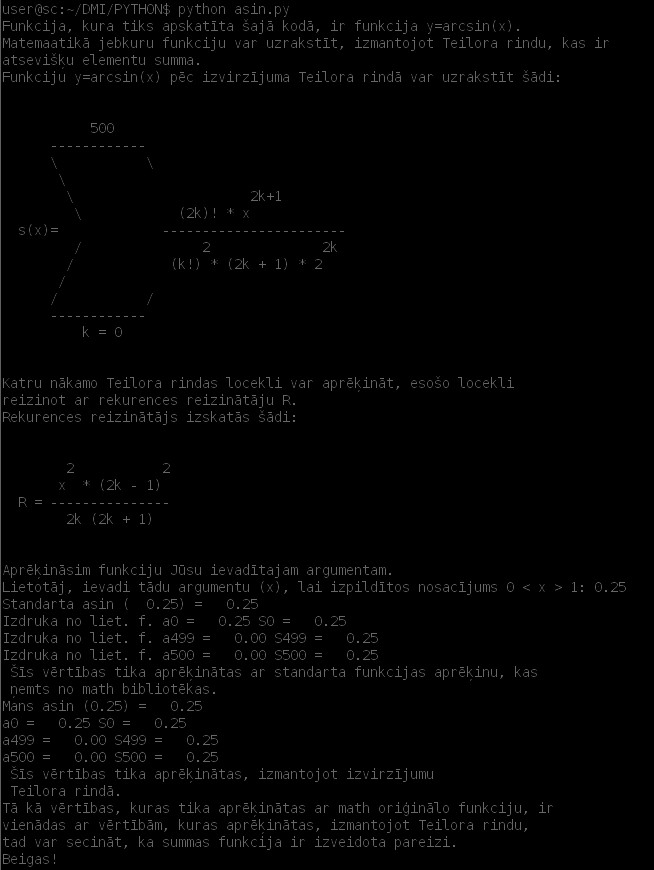 user@sc:~/DMI/PYTHON$ python asin.py
Funkcija, kura tiks apskatīta šajā kodā, ir funkcija y=arcsin(x).
Matemaatikā jebkuru funkciju var uzrakstīt, izmantojot Teilora rindu, kas ir
atsevišķu elementu summa.
Funkciju y=arcsin(x) pēc izvirzījuma Teilora rindā var uzrakstīt šādi:
500
------------
\ \
\
\ 2k+1
\ (2k)! * x
s(x)= -----------------------
/ 2 2k
/ (k!) * (2k + 1) * 2
/
/ /
------------
k = 0
Katru nākamo Teilora rindas locekli var aprēķināt, esošo locekli
reizinot ar rekurences reizinātāju R.
Rekurences reizinātājs izskatās šādi:
2 2
x * (2k - 1)
R = ---------------
2k (2k + 1)
Aprēķināsim funkciju Jūsu ievadītajam argumentam.
Lietotāj, ievadi tādu argumentu (x), lai izpildītos nosacījums 0 < x > 1: 0.25
Standarta asin ( 0.25) = 0.25
Izdruka no liet. f. a0 = 0.25 S0 = 0.25
Izdruka no liet. f. a499 = 0.00 S499 = 0.25
Izdruka no liet. f. a500 = 0.00 S500 = 0.25
Šīs vērtības tika aprēķinātas ar standarta funkcijas aprēķinu, kas
ņemts no math bibliotēkas.
Mans asin (0.25) = 0.25
a0 = 0.25 S0 = 0.25
a499 = 0.00 S499 = 0.25
a500 = 0.00 S500 = 0.25
Šīs vērtības tika aprēķinātas, izmantojot izvirzījumu
Teilora rindā.
Tā kā vērtības, kuras tika aprēķinātas ar math oriģinālo funkciju, ir
vienādas ar vērtībām, kuras aprēķinātas, izmantojot Teilora rindu,
tad var secināt, ka summas funkcija ir izveidota pareizi.
Beigas!